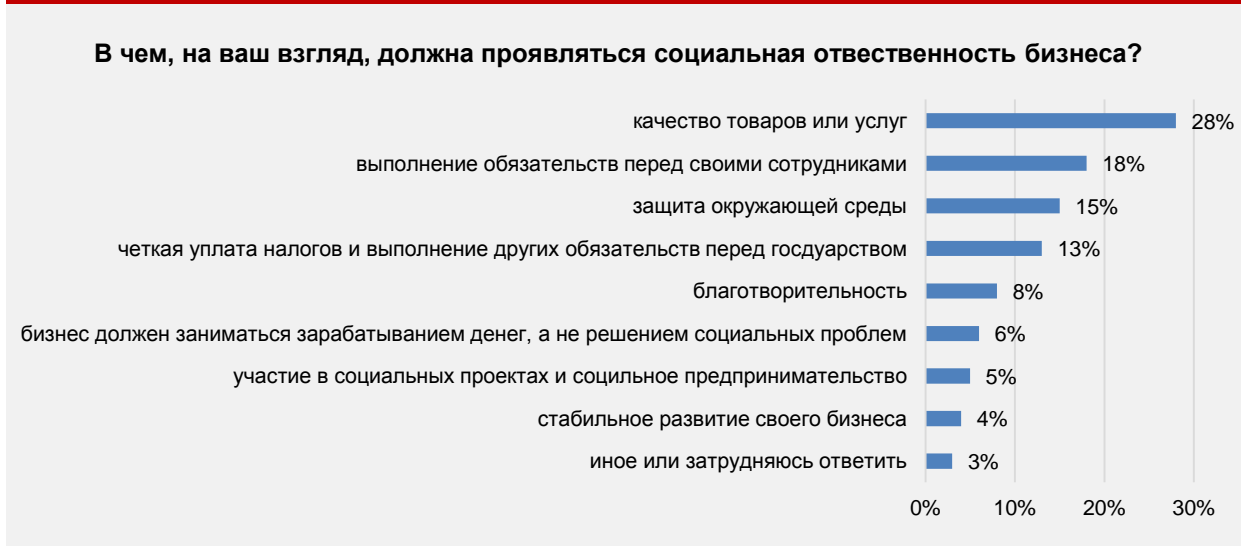 В чем, на ваш взгляд, должна проявляться социальная отвественность бизнеса?
качество товаров или услуг 28%
выполнение обязательств перед своими сотрудниками 18%
защита окружающей среды 15%
четкая уплата налогов и выполнение других обязательств перед госдуарством 13%
благотворительность 8%
бизнес должен заниматься зарабатыванием денег, а не решением социальных проблем 6%
участие в социальных проектах и социльное предпринимательство 5%
стабильное развитие своего бизнеса 4%
иное или затрудняюсь ответить 3%
0% 10% 20% 30%